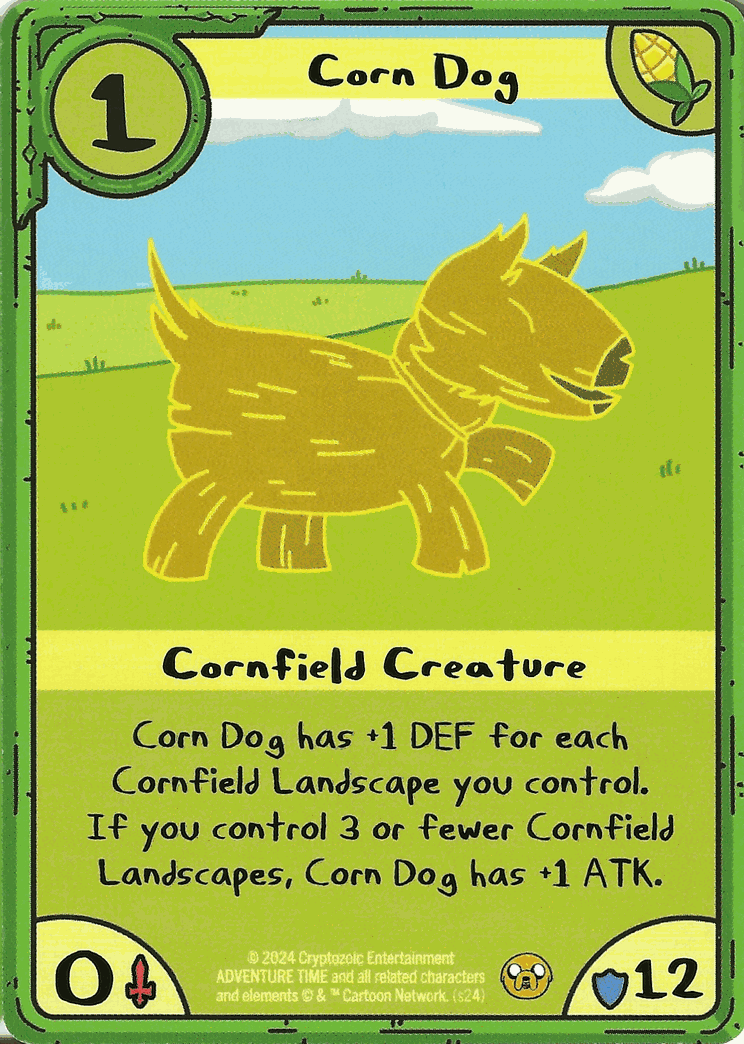 1
Corn Dog
Cornfield Creature
Corn Dog has +1 DEF for each
Cornfield Landscape you control.
If you control 3 or fewer Cornfield
Landscapes, Corn Dog has +1 ATK.
0
© 2024 Cryptozoic Entertainment
ADVENTURE TIME and all related characters
and elements © & ™ Cartoon Network. (s24)
12